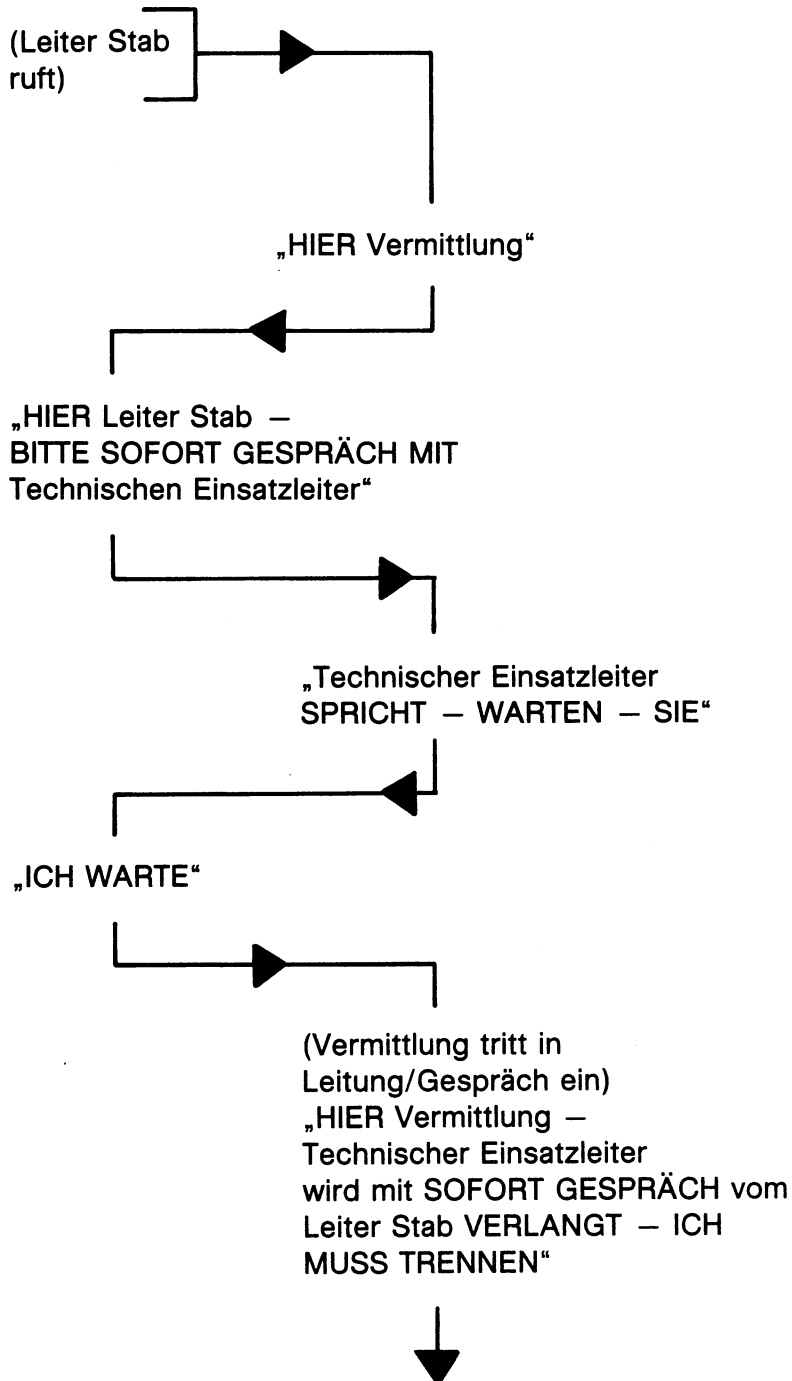 (Leiter Stab
ruft)
„HIER Vermittlung“
„HIER Leiter Stab –
BITTE SOFORT GESPRÄCH MIT
Technischen Einsatzleiter“
„Technischer Einsatzleiter
SPRICHT – WARTEN – SIE“
„ICH WARTE“
(Vermittlung tritt in
Leitung/Gespräch ein)
„HIER Vermittlung –
Technischer Einsatzleiter
wird mit SOFORT GESPRÄCH vom
Leiter Stab VERLANGT – ICH
MUSS TRENNEN“